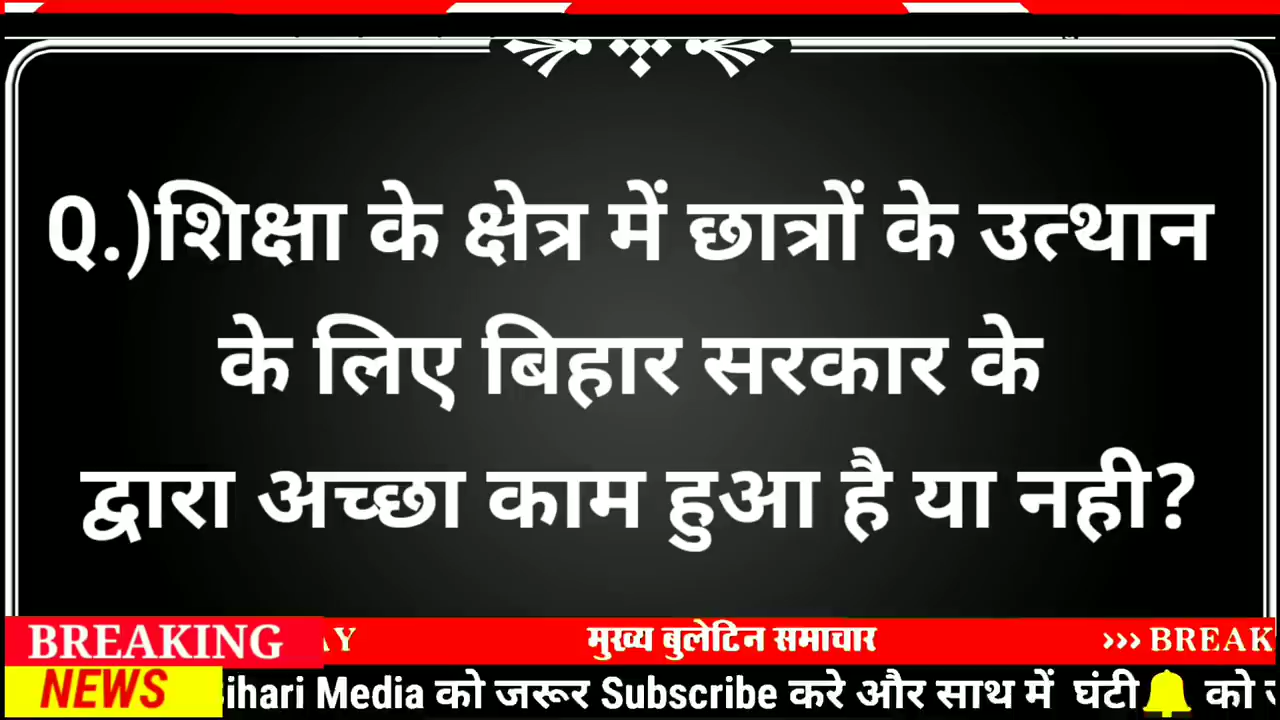 Q.)शिक्षा के क्षेत्र में छात्रों के उत्थान
के लिए बिहार सरकार के
द्वारा अच्छा काम हुआ है या नही?
BREAKING
मुख्य बुलेटिन समाचार ››› BREAK
NEWS
Media को जरूर Subscribe करे और साथ में घंटी🔔 को